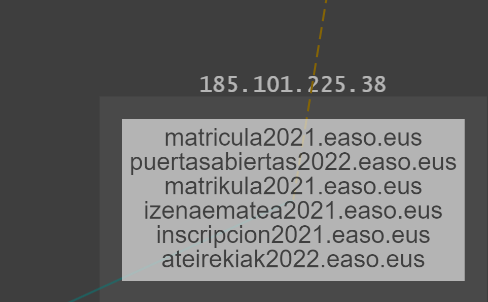 185.101.225.38
matricula2021.easo.eus
puertasabiertas2022.easo.eus
matrikula2021.easo.eus
izenaematea2021.easo.eus
inscripcion2021.easo.eus
ateirekiak2022.easo.eus